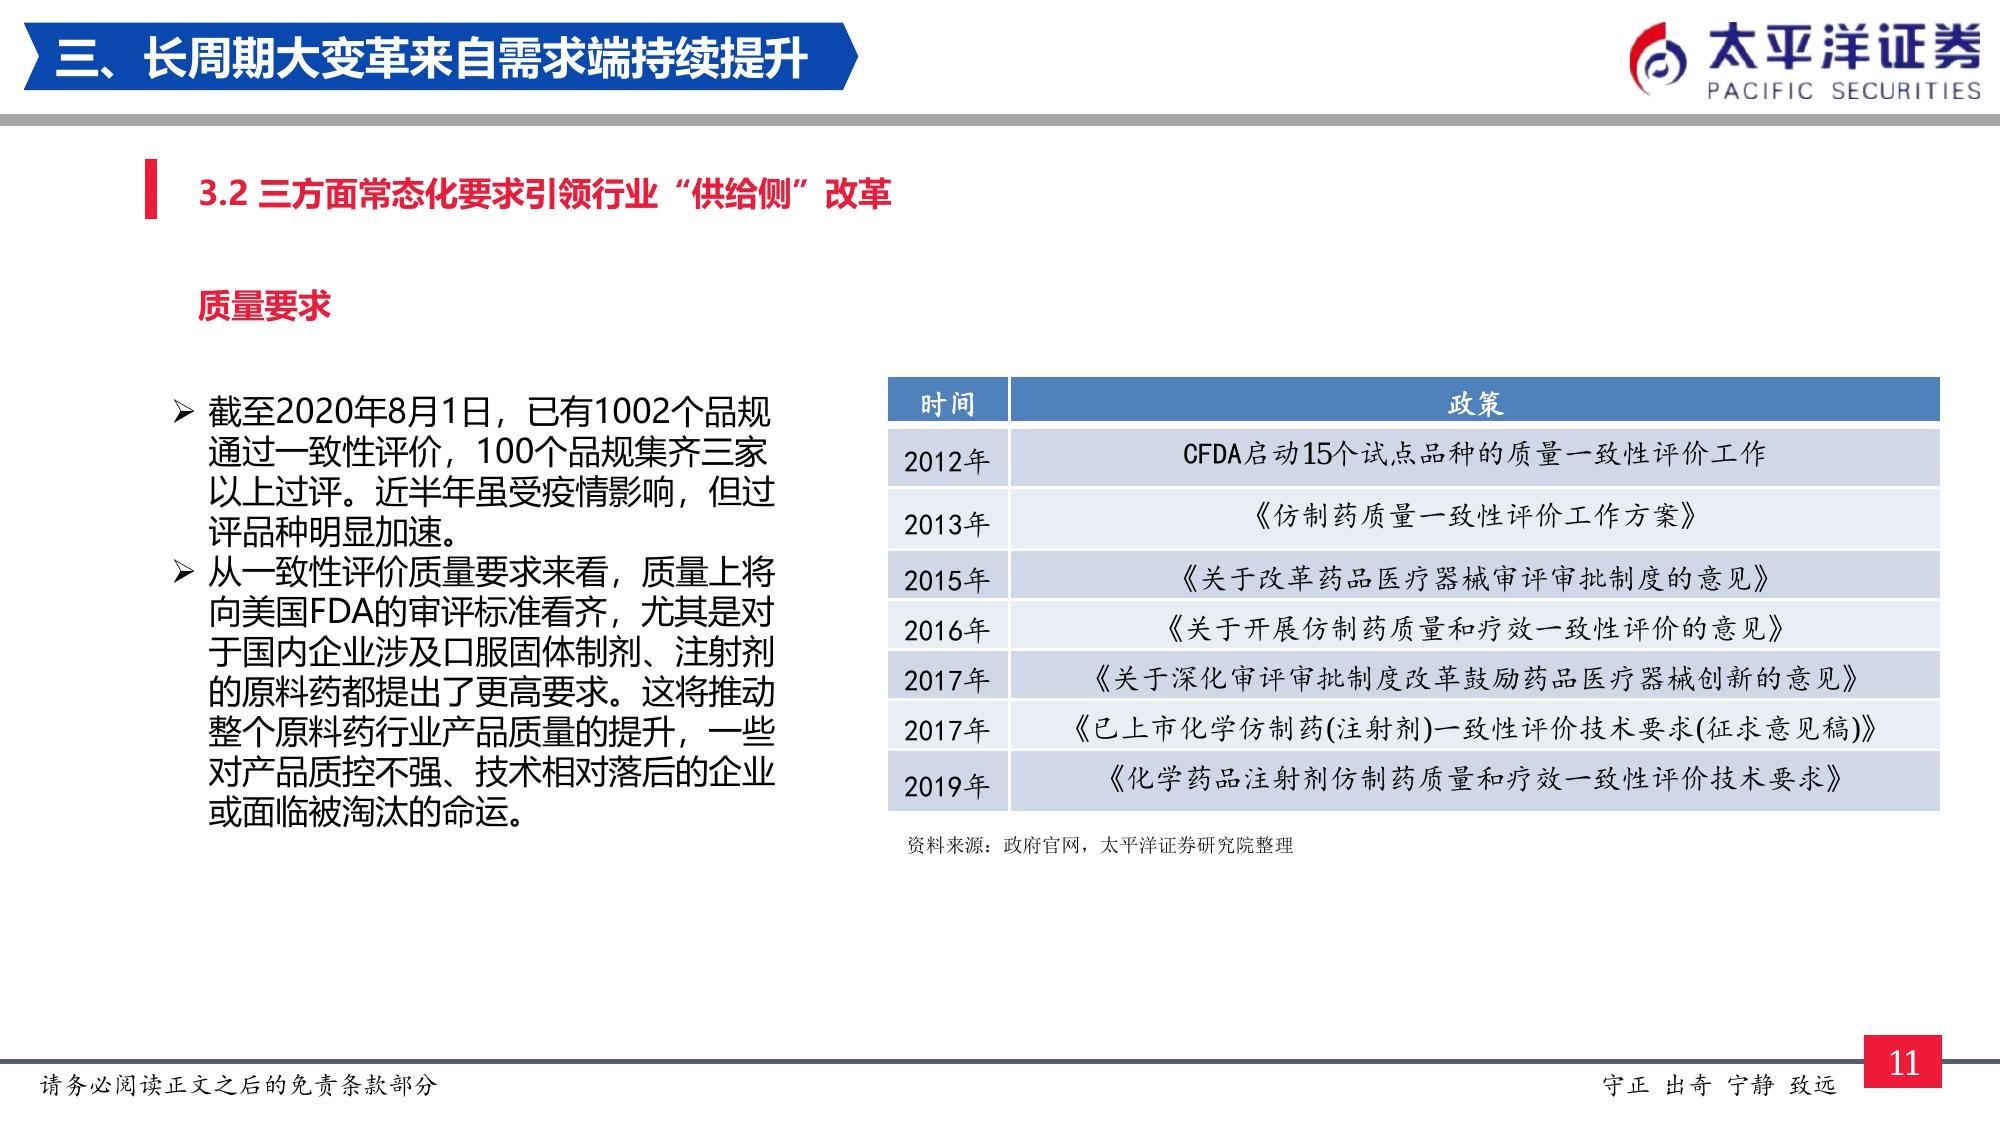 三、长周期大变革来自需求端持续提升
太平洋证券
PACIFIC SECURITIES
3.2 三方面常态化要求引领行业“供给侧”改革
质量要求
➢ 截至2020年8月1日，已有1002个品规
通过一致性评价，100个品规集齐三家
以上过评。近半年虽受疫情影响，但过
评品种明显加速。
➢ 从一致性评价质量要求来看，质量上将
向美国FDA的审评标准看齐，尤其是对
于国内企业涉及口服固体制剂、注射剂
的原料药都提出了更高要求。这将推动
整个原料药行业产品质量的提升，一些
对产品质控不强、技术相对落后的企业
或面临被淘汰的命运。
时间 政策
2012年 CFDA启动15个试点品种的质量一致性评价工作
2013年 《仿制药质量一致性评价工作方案》
2015年 《关于改革药品医疗器械审评审批制度的意见》
2016年 《关于开展仿制药质量和疗效一致性评价的意见》
2017年 《关于深化审评审批制度改革鼓励药品医疗器械创新的意见》
2017年 《已上市化学仿制药(注射剂)一致性评价技术要求(征求意见稿)》
2019年 《化学药品注射剂仿制药质量和疗效一致性评价技术要求》
资料来源：政府官网，太平洋证券研究院整理
请务必阅读正文之后的免责条款部分
守正 出奇 宁静 致远
11